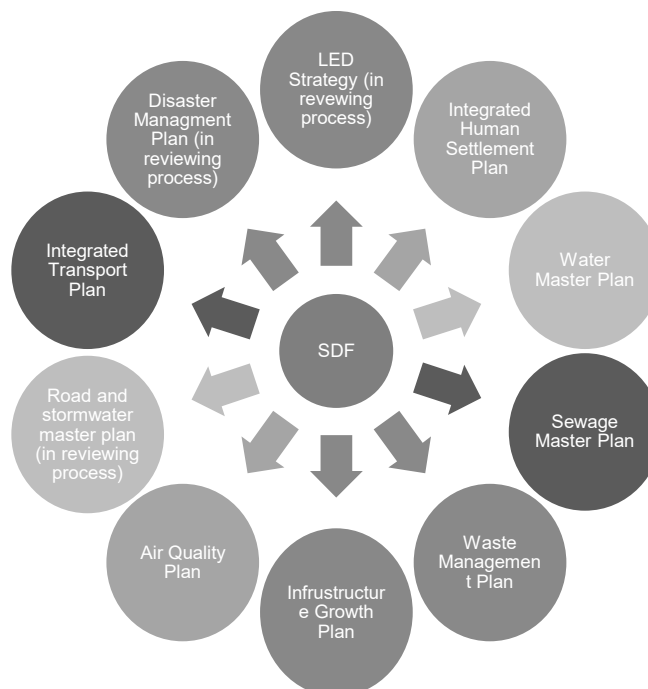 LED
Strategy (in
revewing
process)
Integrated
Human
Settlement
Plan
Water
Master Plan
Sewage
Master Plan
Waste
Managemen
t Plan
Infrustructur
e Growth
Plan
Air Quality
Plan
Road and
stormwater
master plan
(in reviewing
process)
Integrated
Transport
Plan
Disaster
Managment
Plan (in
reviewing
process)
SDF